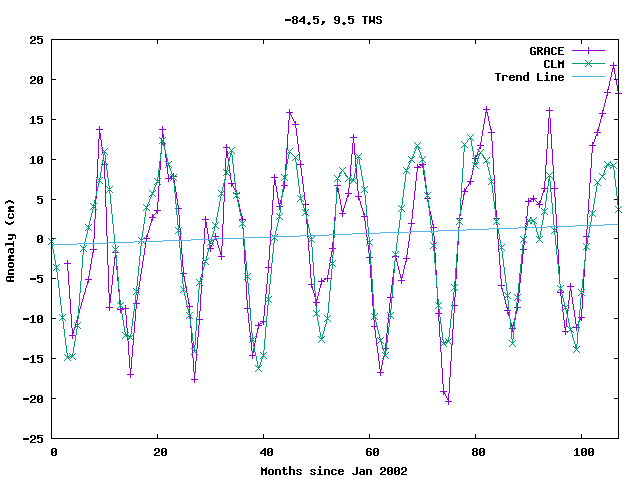 -84.5, 9.5 TWS
GRACE
CLM
Trend Line
25
20
15
10
5
0
-5
-10
-15
-20
-25
Anomaly (cm)
0 20 40 60 80 100
Months since Jan 2002